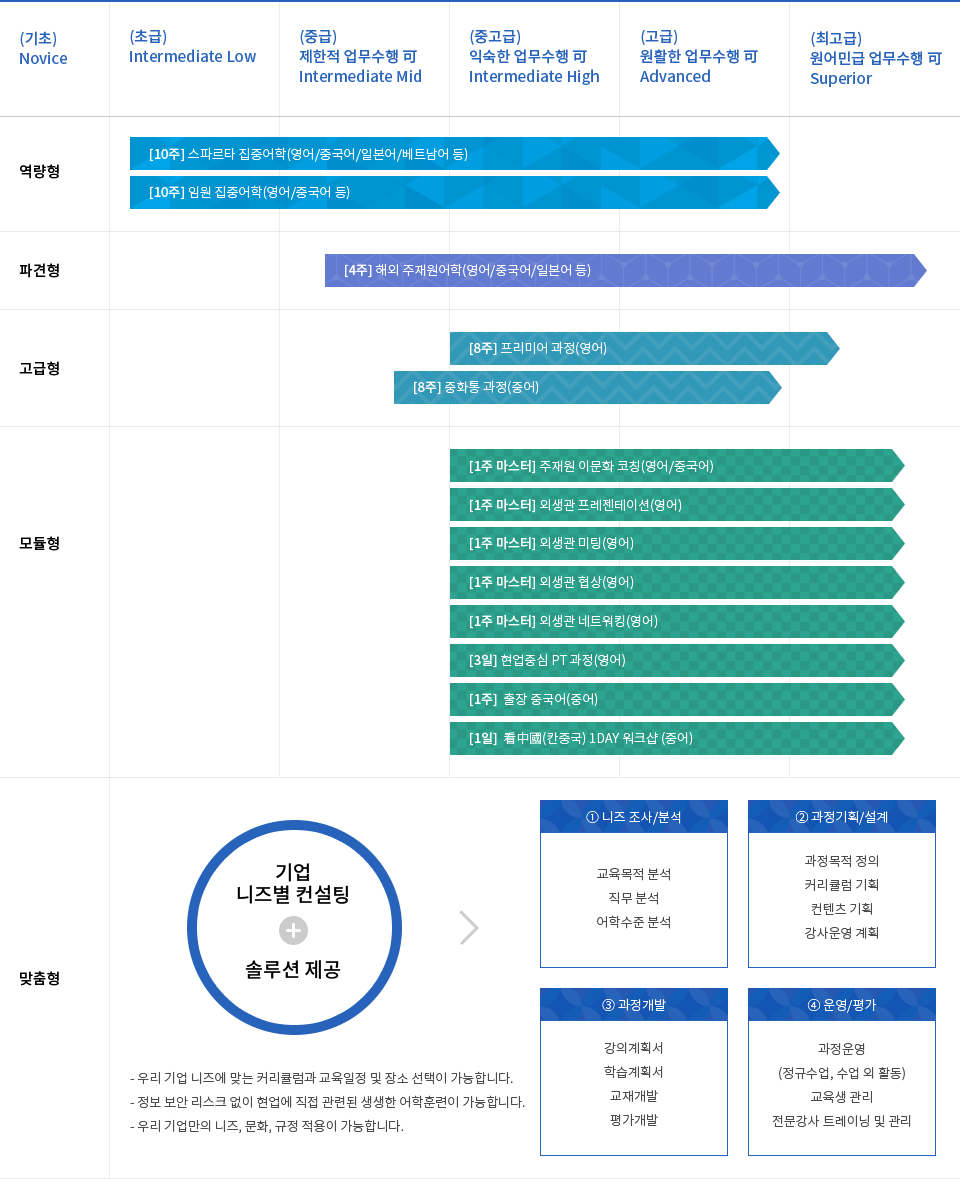 (기초)
Novice
(초급)
Intermediate Low
(중급)
제한적 업무수행 可
Intermediate Mid
(중고급)
익숙한 업무수행 可
Intermediate High
(고급)
원활한 업무수행 可
Advanced
(최고급)
원어민급 업무수행 可
Superior
역량형
[10주] 스파르타 집중어학(영어/중국어/일본어/베트남어 등)
[10주] 임원 집중어학(영어/중국어 등)
파견형
[4주] 해외 주재원어학(영어/중국어/일본어 등)
고급형
[8주] 프리미어 과정(영어)
[8주] 중화통 과정(중어)
모듈형
[1주 마스터] 주재원 이문화 코칭(영어/중국어)
[1주 마스터] 외생관 프레젠테이션(영어)
[1주 마스터] 외생관 미팅(영어)
[1주 마스터] 외생관 협상(영어)
[1주 마스터] 외생관 네트워킹(영어)
[3일] 현업중심 PT 과정(영어)
[1주] 출장 중국어(중어)
[1일] 看中國(칸중국) 1DAY 워크샵 (중어)
맞춤형
기업
니즈별 컨설팅
+
솔루션 제공
- 우리 기업 니즈에 맞는 커리큘럼과 교육일정 및 장소 선택이 가능합니다.
- 정보 보안 리스크 없이 현업에 직접 관련된 생생한 어학훈련이 가능합니다.
- 우리 기업만의 니즈, 문화, 규정 적용이 가능합니다.
① 니즈 조사/분석
교육목적 분석
직무 분석
어학수준 분석
② 과정기획/설계
과정목적 정의
커리큘럼 기획
컨텐츠 기획
강사운영 계획
③ 과정개발
강의계획서
학습계획서
교재개발
평가개발
④ 운영/평가
과정운영
(정규수업, 수업 외 활동)
교육생 관리
전문강사 트레이닝 및 관리